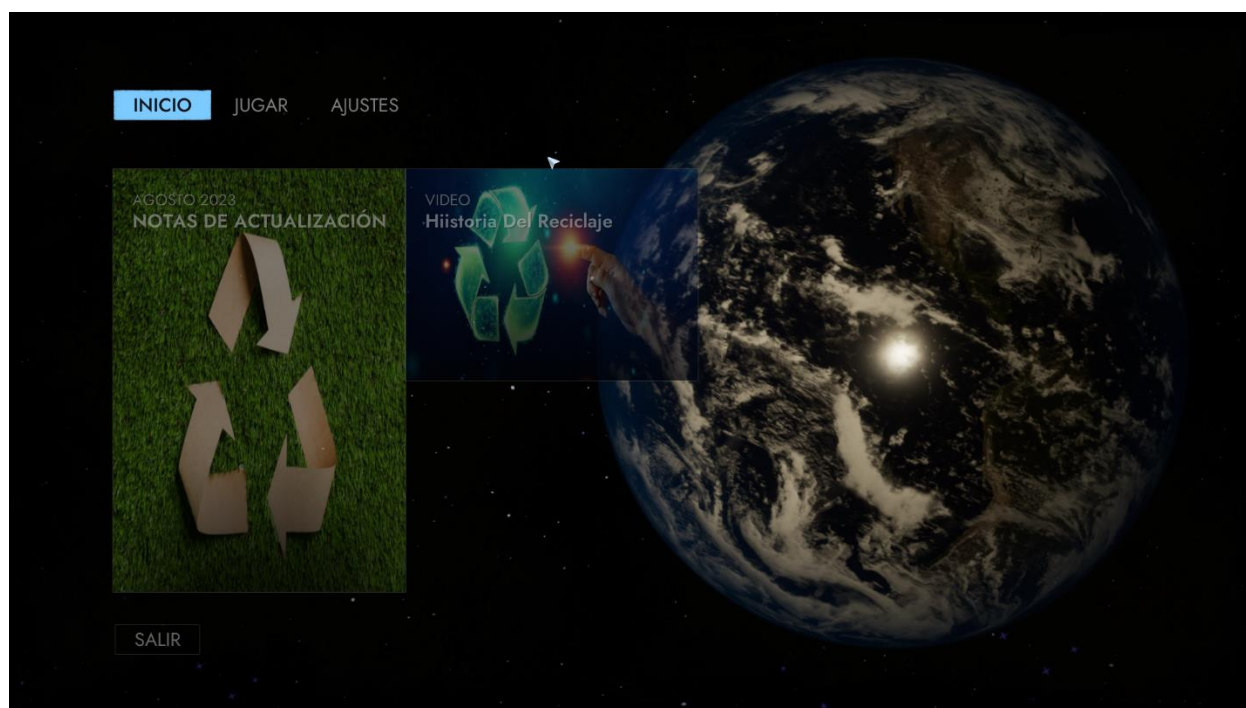 INICIO JUGAR AJUSTES
AGOSTO 2023
NOTAS DE ACTUALIZACIÓN
VIDEO
Hiistoria Del Reciclaje
SALIR